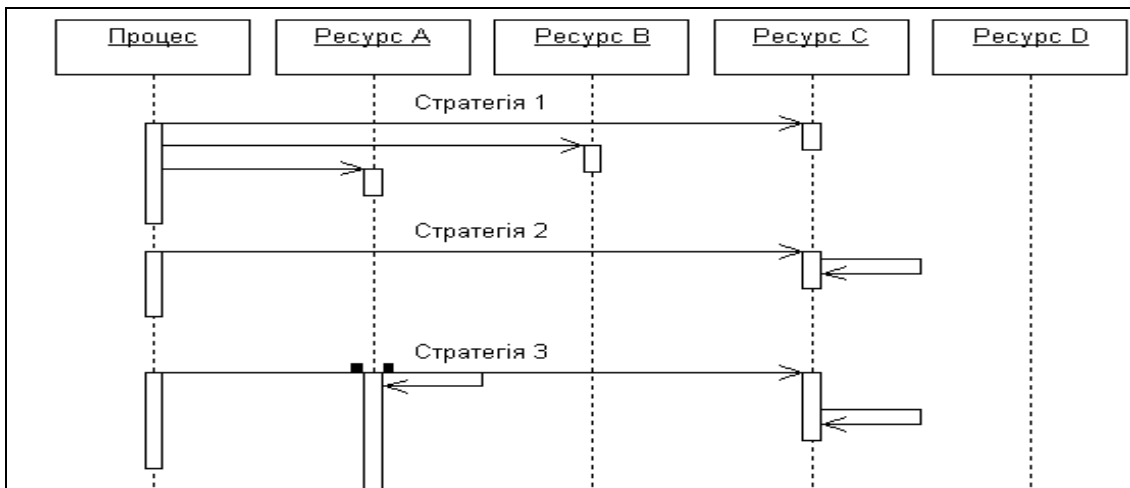 Процес
Ресурс A
Ресурс B
Ресурс C
Ресурс D
Стратегія 1
Стратегія 2
Стратегія 3